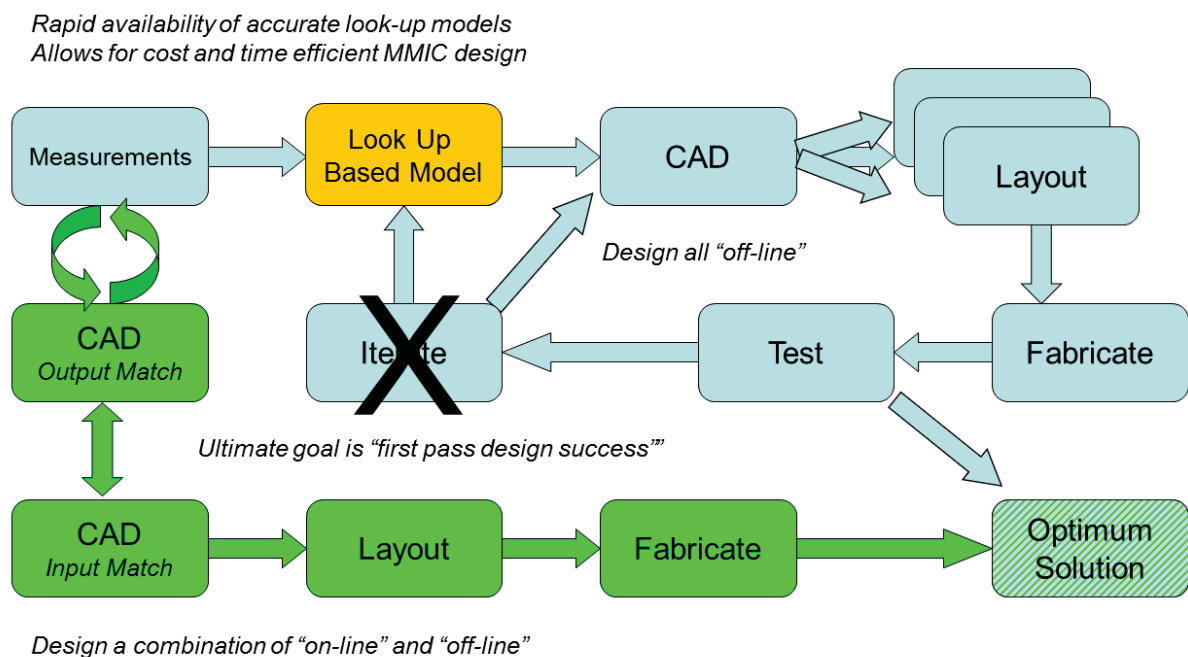 Rapid availability of accurate look-up models
Allows for cost and time efficient MMIC design
Measurements
Look Up
Based Model
CAD
Layout
Design all “off-line”
CAD
Output Match
Iterate
Test
Fabricate
Ultimate goal is “first pass design success””
CAD
Input Match
Layout
Fabricate
Optimum
Solution
Design a combination of “on-line” and “off-line”